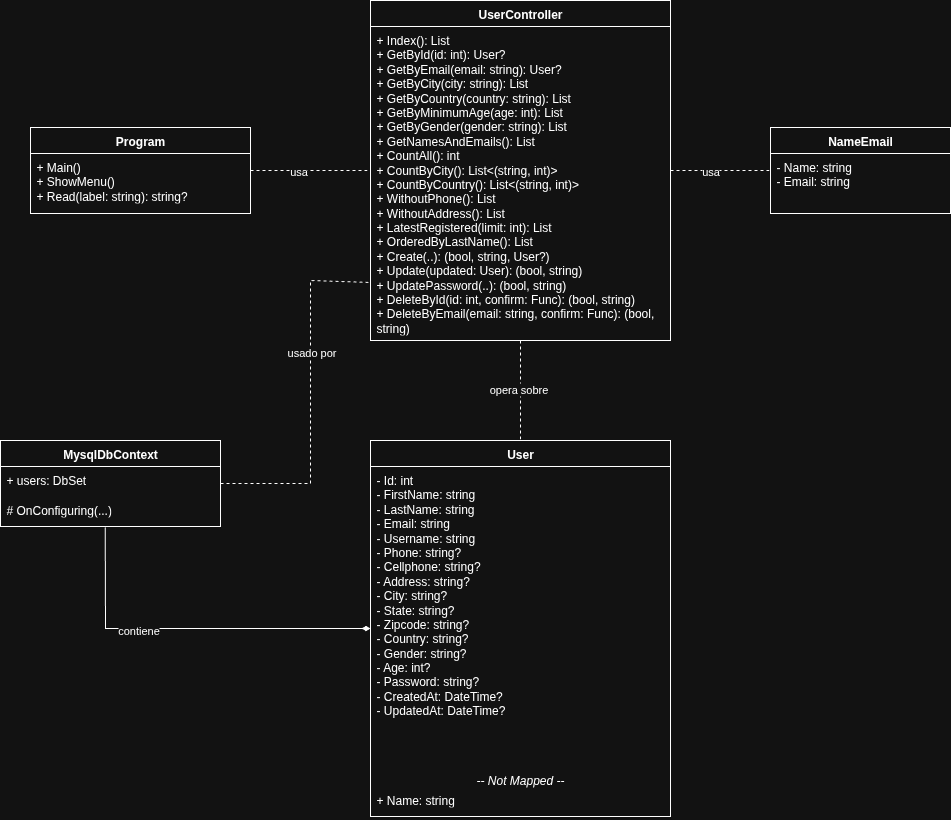 UserController
+ Index(): List
+ GetById(id: int): User?
+ GetByEmail(email: string): User?
+ GetByCity(city: string): List
+ GetByCountry(country: string): List
+ GetByMinimumAge(age: int): List
+ GetByGender(gender: string): List
+ GetNamesAndEmails(): List
+ CountAll(): int
+ CountByCity(): List<(string, int)>
+ CountByCountry(): List<(string, int)>
+ WithoutPhone(): List
+ WithoutAddress(): List
+ LatestRegistered(limit: int): List
+ OrderedByLastName(): List
+ Create(..): (bool, string, User?)
+ Update(updated: User): (bool, string)
+ UpdatePassword(..): (bool, string)
+ DeleteById(id: int, confirm: Func): (bool, string)
+ DeleteByEmail(email: string, confirm: Func): (bool,
string)
Program
+ Main()
+ ShowMenu()
+ Read(label: string): string?
usa
usa
NameEmail
- Name: string
- Email: string
usado por
opera sobre
MysqlDbContext
+ users: DbSet
# OnConfiguring(...)
contiene
User
- Id: int
- FirstName: string
- LastName: string
- Email: string
- Username: string
- Phone: string?
- Cellphone: string?
- Address: string?
- City: string?
- State: string?
- Zipcode: string?
- Country: string?
- Gender: string?
- Age: int?
- Password: string?
- CreatedAt: DateTime?
- UpdatedAt: DateTime?
-- Not Mapped --
+ Name: string